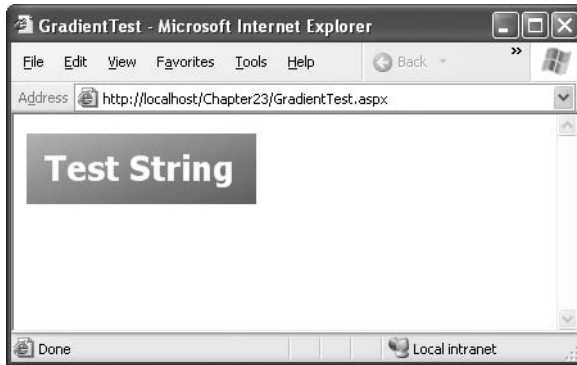 GradientTest - Microsoft Internet Explorer
File Edit View Favorites Tools Help Back »
Address http://localhost/Chapter23/GradientTest.aspx
Test String
Done Local intranet